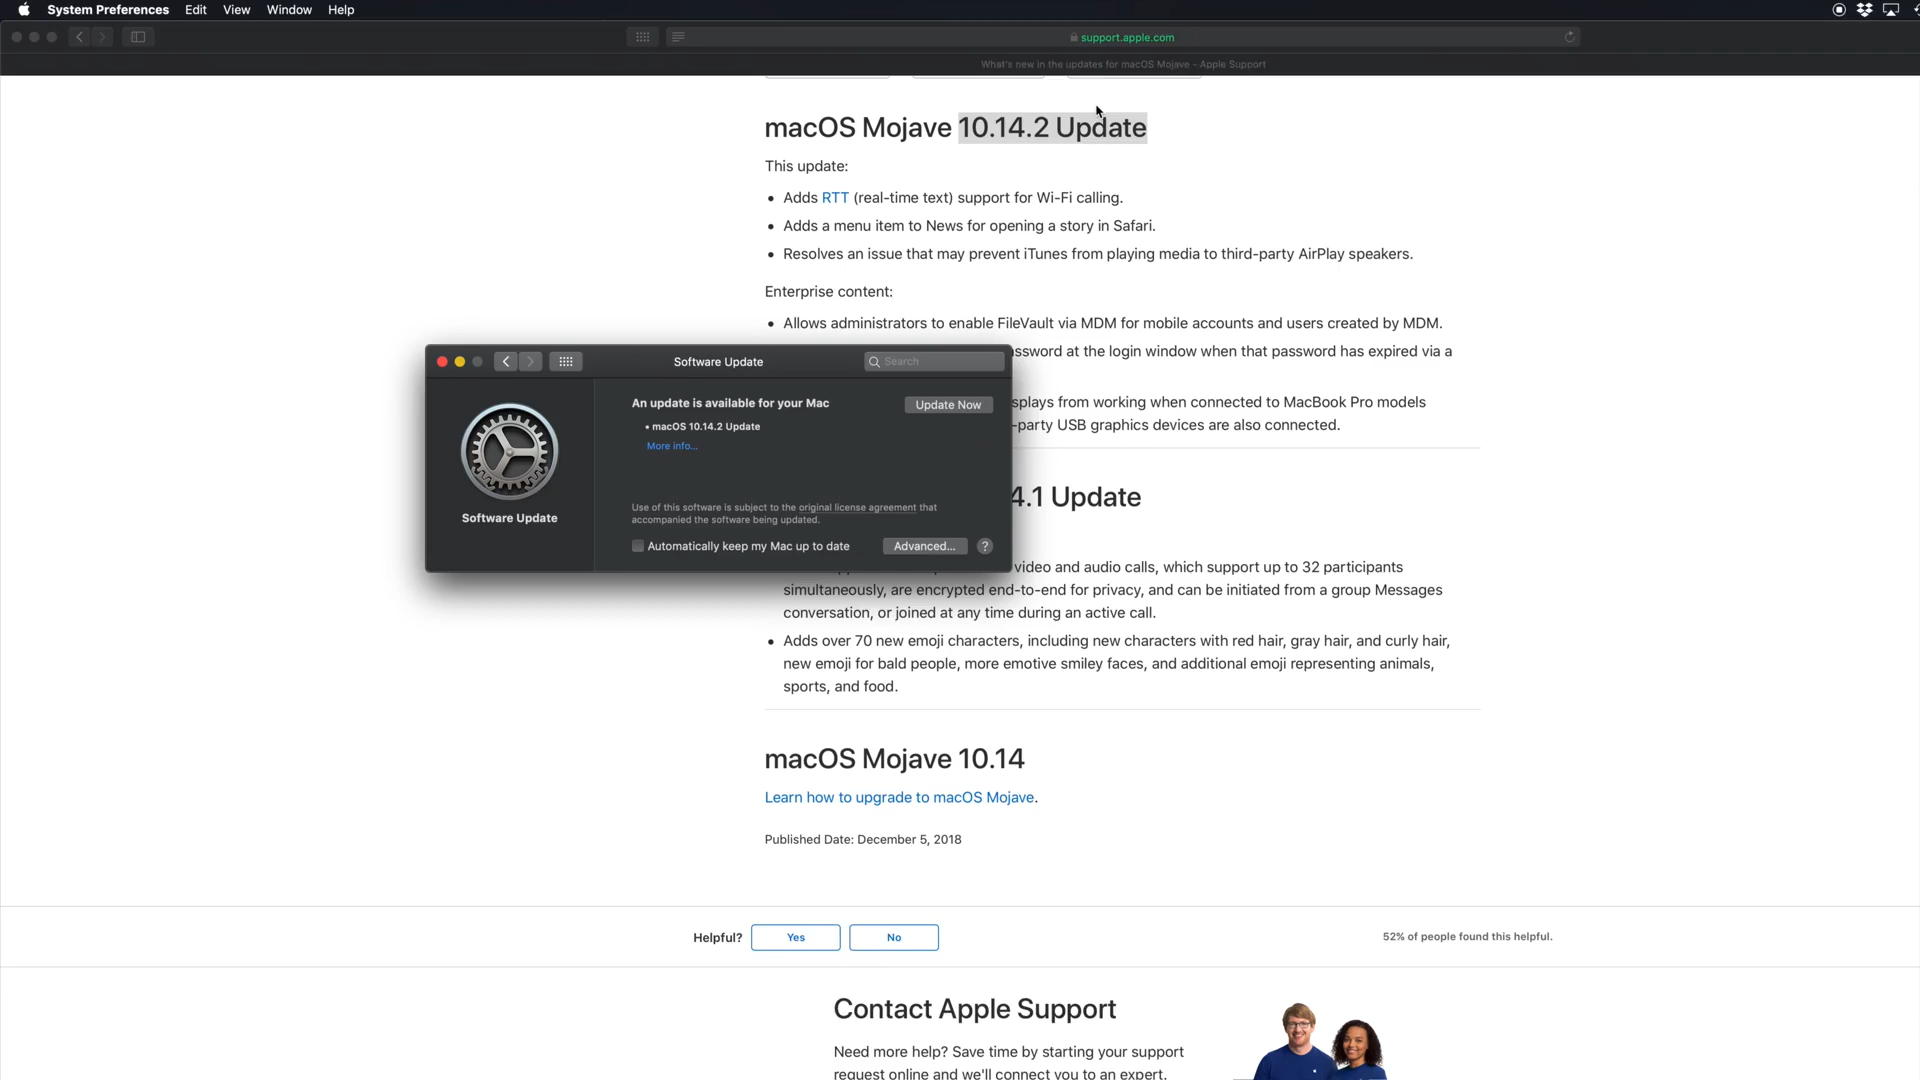 System Preferences Edit View Window Help
support.apple.com
What's new in the updates for macOS Mojave - Apple Support
macOS Mojave 10.14.2 Update
This update:
• Adds RTT (real-time text) support for Wi-Fi calling.
• Adds a menu item to News for opening a story in Safari.
• Resolves an issue that may prevent iTunes from playing media to third-party AirPlay speakers.
Enterprise content:
• Allows administrators to enable FileVault via MDM for mobile accounts and users created by MDM.
ssword at the login window when that password has expired via a
splays from working when connected to MacBook Pro models
-party USB graphics devices are also connected.
Software Update
Search
An update is available for your Mac
Update Now
• macOS 10.14.2 Update
More info...
Software Update
Use of this software is subject to the original license agreement that
accompanied the software being updated.
Automatically keep my Mac up to date
Advanced...
?
4.1 Update
video and audio calls, which support up to 32 participants
simultaneously, are encrypted end-to-end for privacy, and can be initiated from a group Messages
conversation, or joined at any time during an active call.
• Adds over 70 new emoji characters, including new characters with red hair, gray hair, and curly hair,
new emoji for bald people, more emotive smiley faces, and additional emoji representing animals,
sports, and food.
macOS Mojave 10.14
Learn how to upgrade to macOS Mojave.
Published Date: December 5, 2018
Helpful? Yes No
52% of people found this helpful.
Contact Apple Support
Need more help? Save time by starting your support
request online and we'll connect you to an expert.